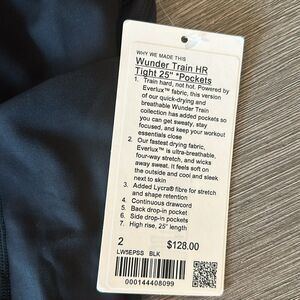 WHY WE MADE THIS
Wunder Train HR
Tight 25" *Pockets
1. Train hard, not hot. Powered by
Everlux™ fabric, this version
of our quick-drying and
breathable Wunder Train
collection has added pockets so
you can get sweaty, stay
focused, and keep your workout
essentials close
2. Our fastest drying fabric,
Everlux™ is ultra-breathable,
four-way stretch, and wicks
sweat away. It feels soft on
the outside and cool and sleek
next to skin
3. Added Lycra® fibre for stretch
and shape retention
4. Continuous drawcord
5. Back drop-in pocket
6. Side drop-in pockets
7. High rise, 25" length
2 $128.00
LW5EPSS BLK
000144408099